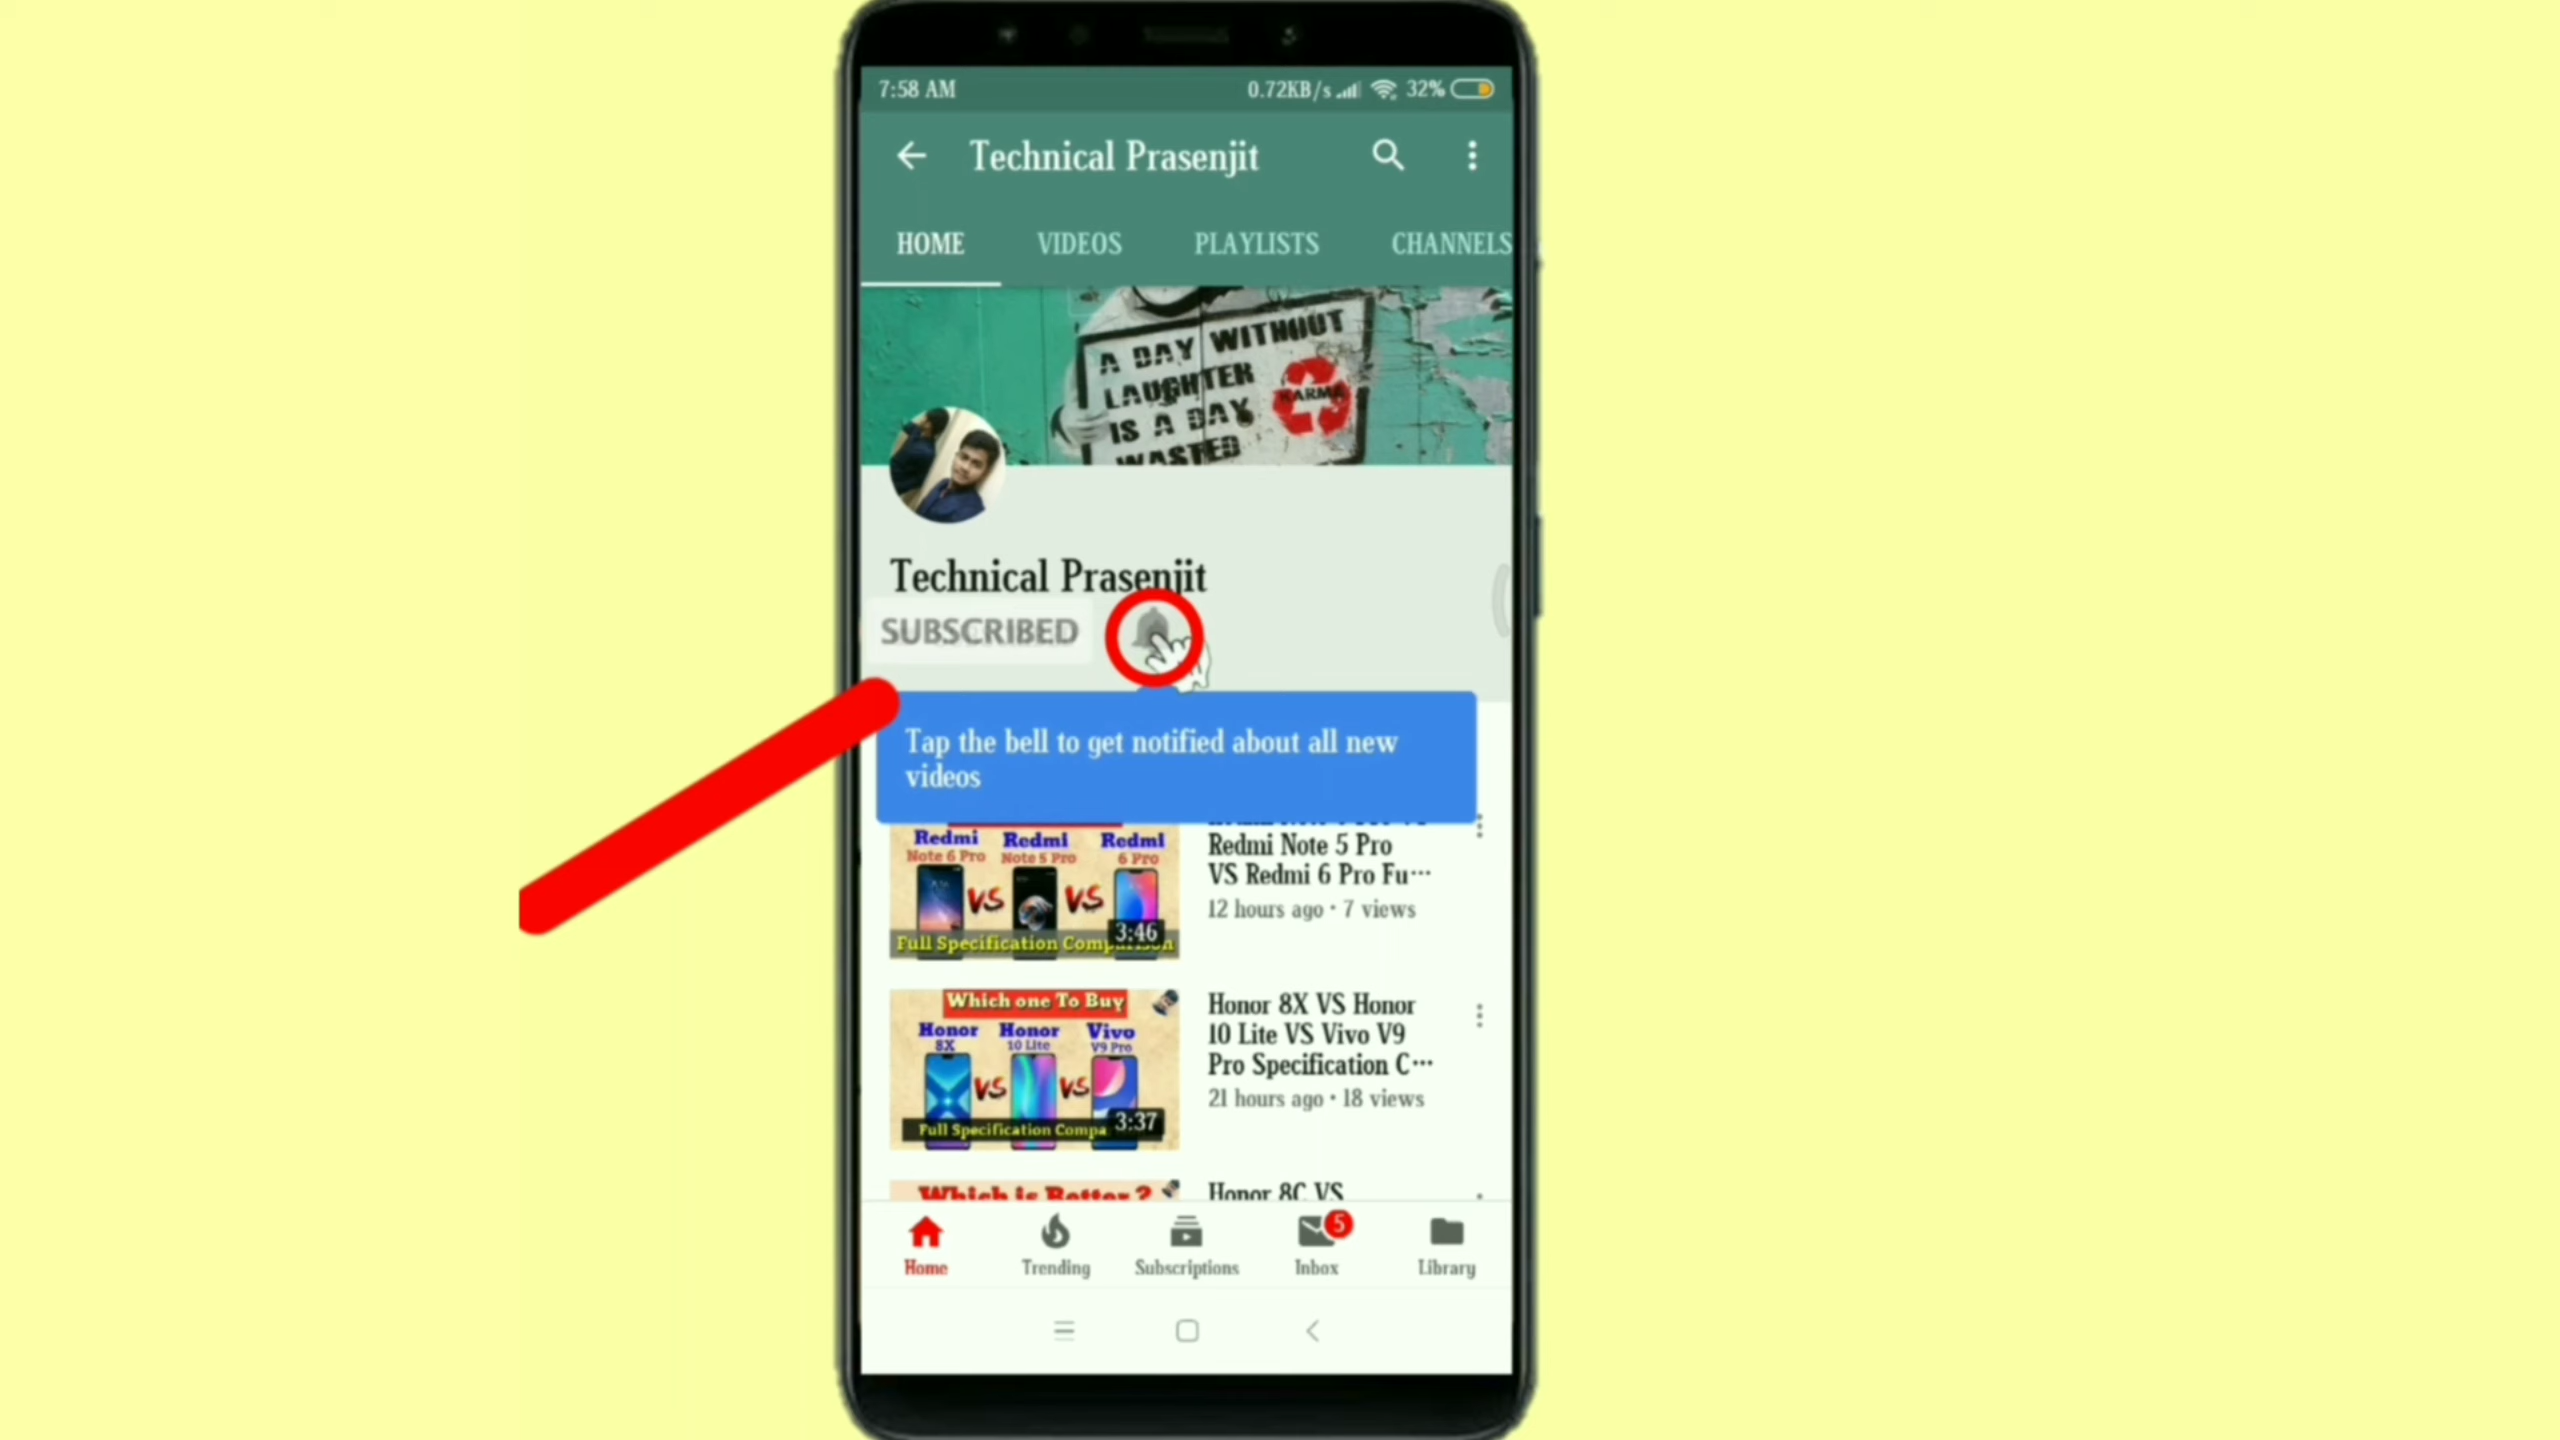 7:58 AM
0.72KB/s
32%
Technical Prasenjit
HOME
VIDEOS
PLAYLISTS
CHANNELS
A DAY WITHOUT
LAUGHTER
IS A DAY
WASTED
KARMA
Technical Prasenjit
SUBSCRIBED
Tap the bell to get notified about all new
videos
Redmi Redmi Redmi
Note 6 Pro Note 5 Pro 6 Pro
VS VS
3:46
Full Specification Comparison
Redmi Note 5 Pro
VS Redmi 6 Pro Fu...
12 hours ago • 7 views
Which one To Buy
Honor Honor Vivo
8X 10 Lite V9 Pro
VS VS
3:37
Full Specification Compa
Honor 8X VS Honor
10 Lite VS Vivo V9
Pro Specification C...
21 hours ago • 18 views
Which is Better ?
Honor 8C VS
5
Home
Trending
Subscriptions
Inbox
Library